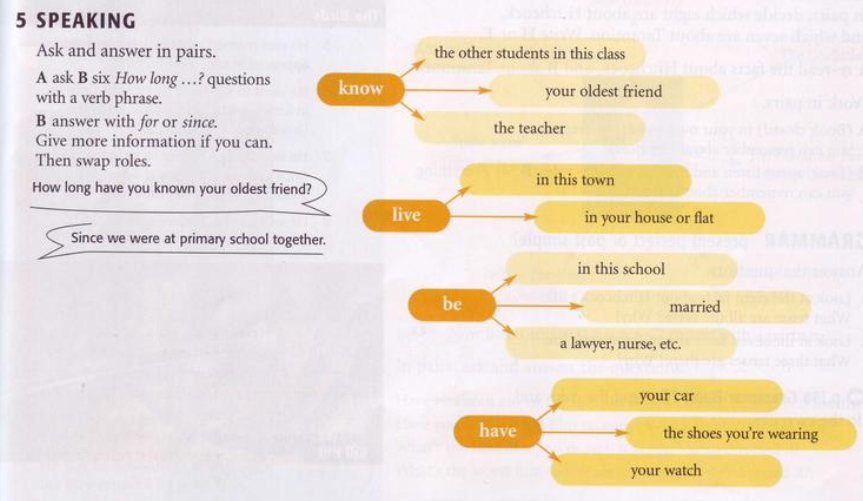 5 SPEAKING
Ask and answer in pairs.
A ask B six How long …? questions
with a verb phrase.
B answer with for or since.
Give more information if you can.
Then swap roles.
How long have you known your oldest friend?
Since we were at primary school together.
know
the other students in this class
your oldest friend
the teacher
live
in this town
in your house or flat
be
in this school
married
a lawyer, nurse, etc.
have
your car
the shoes you're wearing
your watch